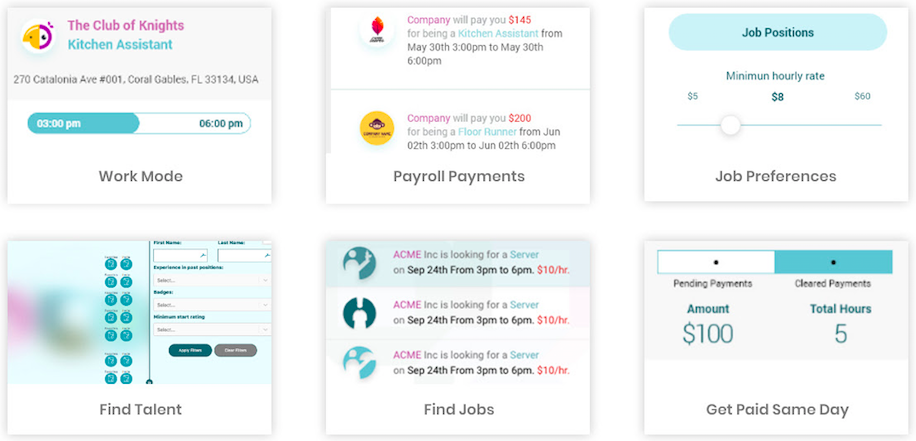 The Club of Knights
Kitchen Assistant
270 Catalonia Ave #001, Coral Gables, FL 33134, USA
03:00 pm
06:00 pm
Work Mode
Company will pay you $145
for being a Kitchen Assistant from
May 30th 3:00pm to May 30th
6:00pm
COMPANY NAME
Company will pay you $200
for being a Floor Runner from Jun
02th 3:00pm to Jun 02th 6:00pm
Payroll Payments
Job Positions
Minimun hourly rate
$5
$8
$60
Job Preferences
First Name:
Last Name:
Experience in past positions:
Select...
Badges:
Select...
Minimum start rating
Select...
Apply Filters
Clear Filters
Find Talent
ACME Inc is looking for a Server
on Sep 24th From 3pm to 6pm. $10/hr.
ACME Inc is looking for a Server
on Sep 24th From 3pm to 6pm. $10/hr.
ACME Inc is looking for a Server
on Sep 24th From 3pm to 6pm. $10/hr.
Find Jobs
Pending Payments
Cleared Payments
Amount
Total Hours
$100
5
Get Paid Same Day